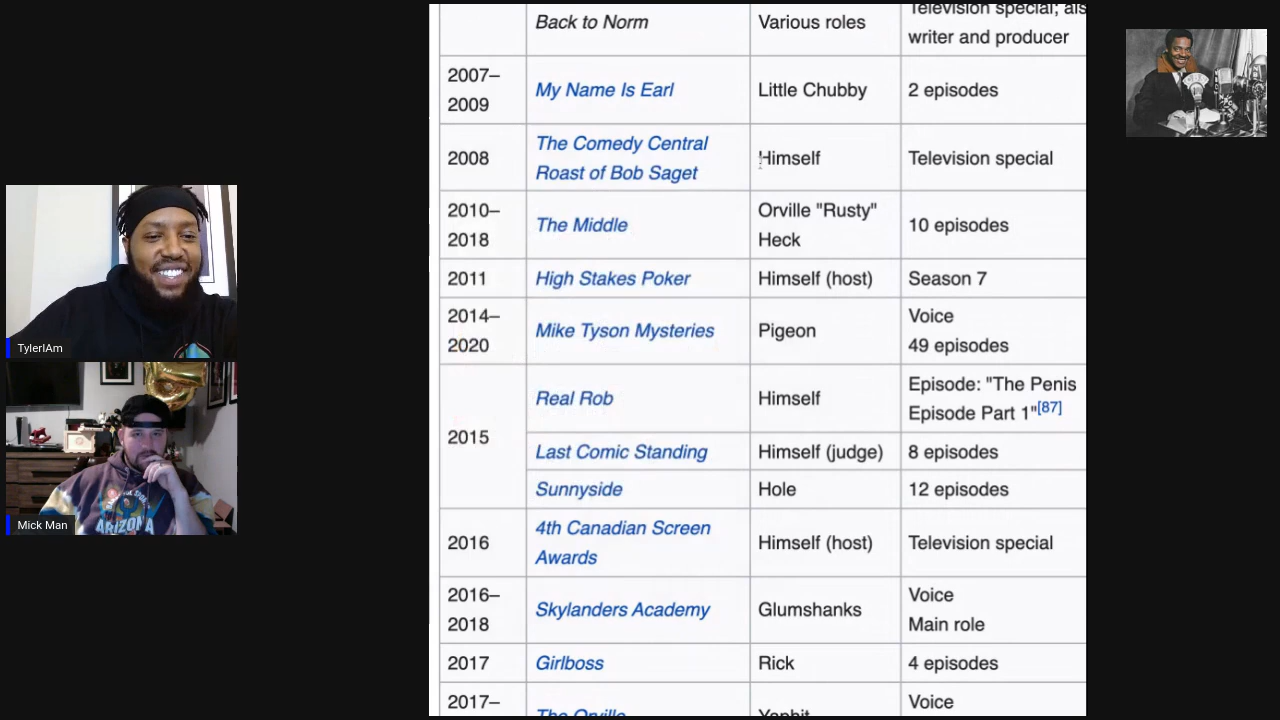 Back to Norm
Various roles
Television special; als
writer and producer
2007–
2009
My Name Is Earl
Little Chubby
2 episodes
2008
The Comedy Central
Roast of Bob Saget
Himself
Television special
2010–
2018
The Middle
Orville "Rusty"
Heck
10 episodes
2011
High Stakes Poker
Himself (host)
Season 7
2014–
2020
Mike Tyson Mysteries
Pigeon
Voice
49 episodes
2015
Real Rob
Himself
Episode: "The Penis
Episode Part 1"[87]
Last Comic Standing
Himself (judge)
8 episodes
Sunnyside
Hole
12 episodes
2016
4th Canadian Screen
Awards
Himself (host)
Television special
2016–
2018
Skylanders Academy
Glumshanks
Voice
Main role
2017
Girlboss
Rick
4 episodes
2017–
The Orville
Yaphit
Voice
TylerIAm
Mick Man
ARIZONA